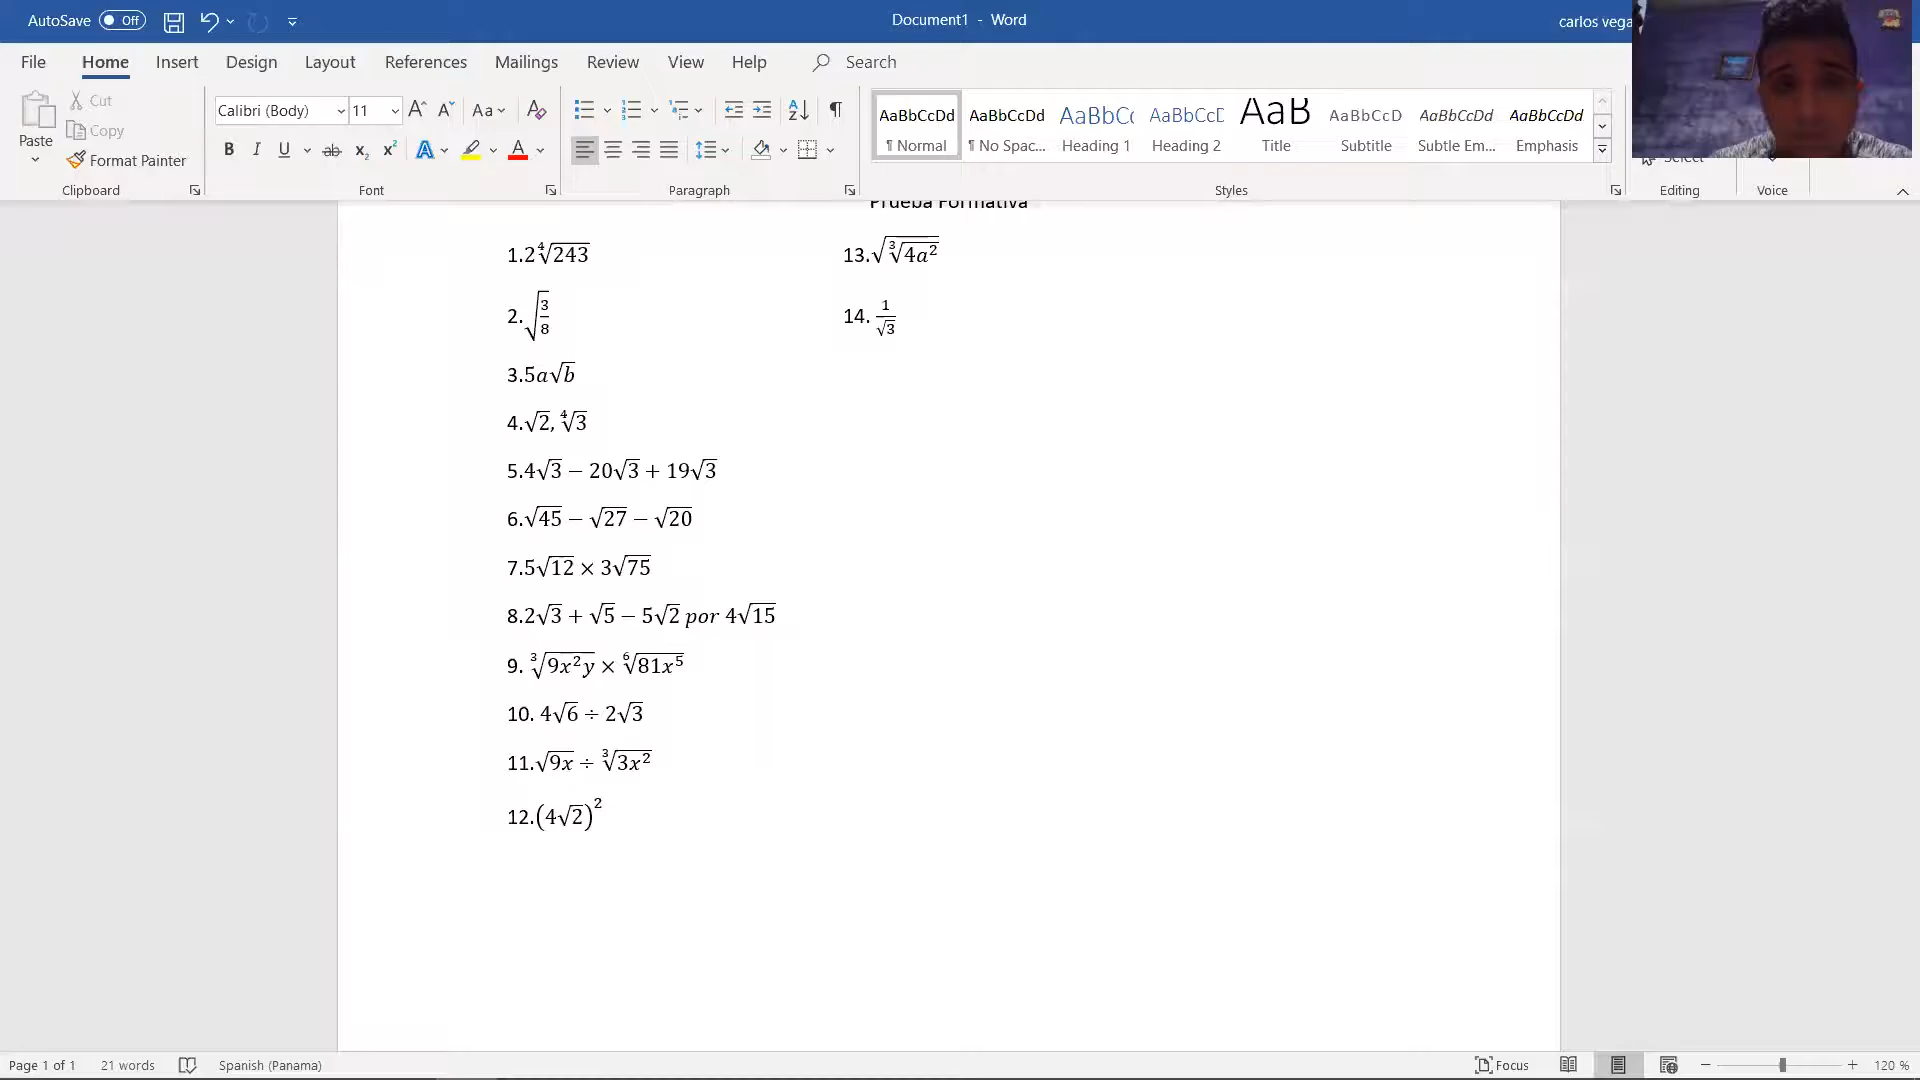 AutoSave Off
Document1 - Word
carlos vega
File Home Insert Design Layout References Mailings Review View Help Search
Paste
Cut
Copy
Format Painter
Clipboard
Calibri (Body) 11
Font
Paragraph
AaBbCcDd AaBbCcDd AaBbCc AaBbCcD AaB AaBbCcD AaBbCcDd AaBbCcDd
¶ Normal ¶ No Spac... Heading 1 Heading 2 Title Subtitle Subtle Em... Emphasis
Styles
Select
Editing
Voice
Prueba Formativa
1.2∜243
2.√(3/8)
3.5a√b
4.√2, ∜3
5.4√3 − 20√3 + 19√3
6.√45 − √27 − √20
7.5√12 × 3√75
8.2√3 + √5 − 5√2 por 4√15
9. ∛(9x²y) × ⁶√(81x⁵)
10. 4√6 ÷ 2√3
11.√(9x) ÷ ∛(3x²)
12.(4√2)²
13.√(∛(4a²))
14. 1/√3
Page 1 of 1 21 words Spanish (Panama) Focus 120 %